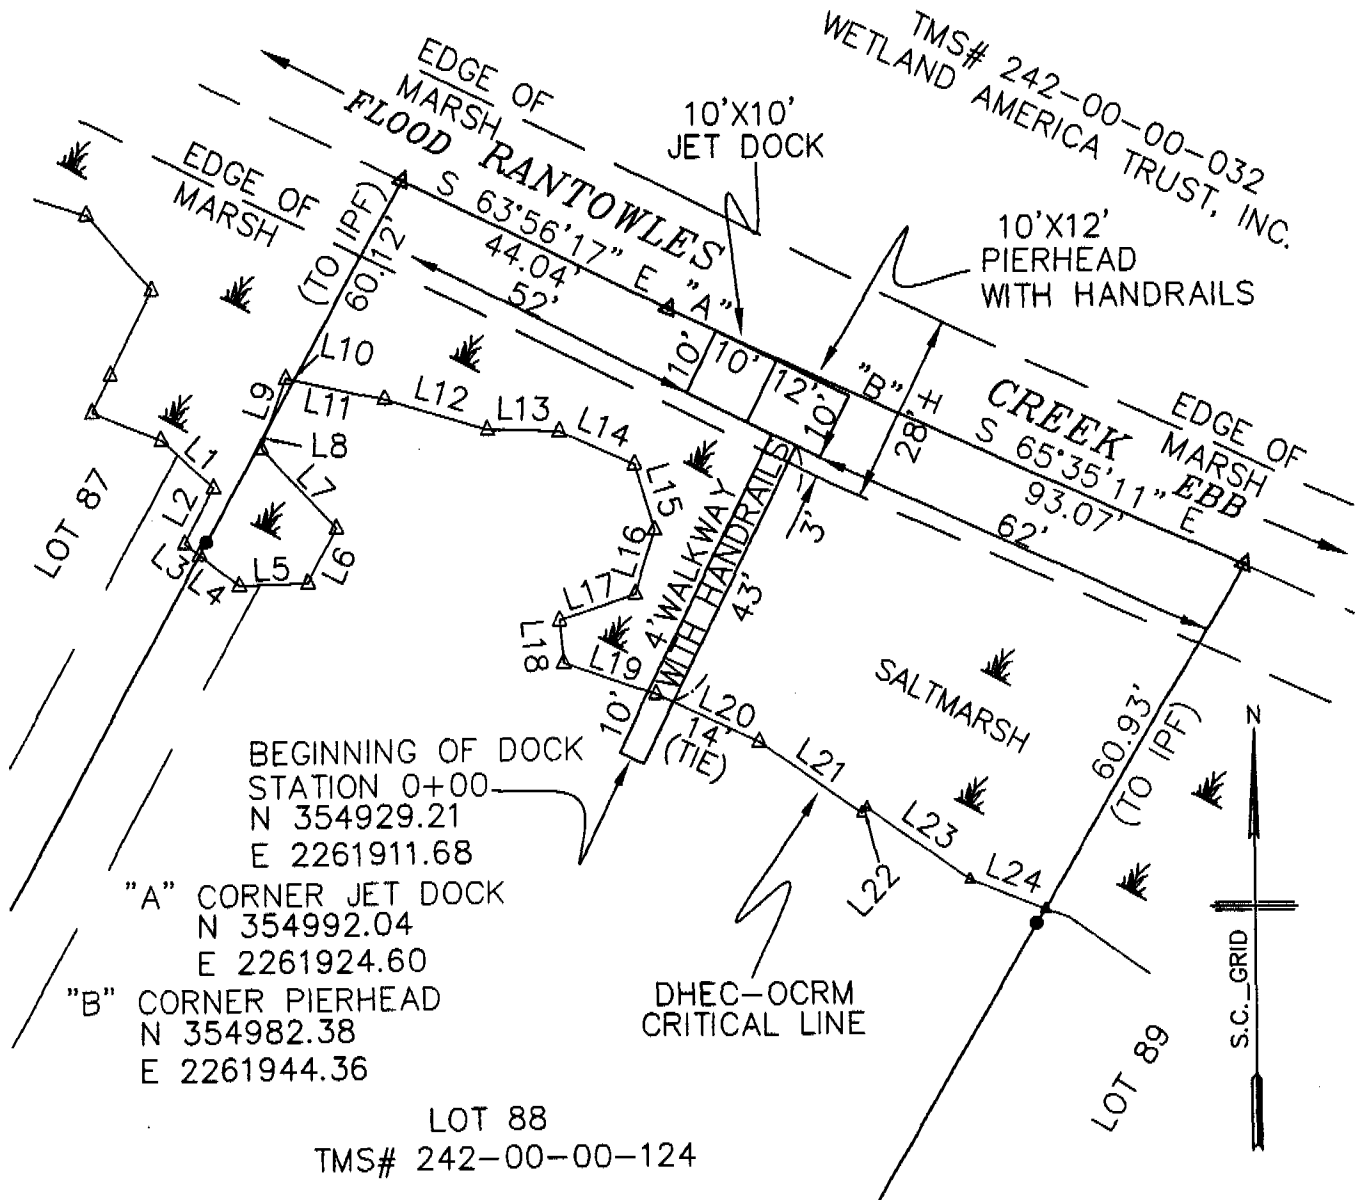 TMS# 242-00-00-032
WETLAND AMERICA TRUST, INC.
EDGE OF
MARSH
FLOOD
RANTOWLES
10'X10'
JET DOCK
EDGE OF
MARSH
(TO IPF)
60.12'
S 63°56'17" E
44.04'
52'
"A"
10'X12'
PIERHEAD
WITH HANDRAILS
10'
10'
12'
10'
"B"
28'±
CREEK
S 65°35'11" E
93.07'
62'
EDGE OF
MARSH
EBB
L10
L9
L11
L12
L13
L14
L8
L1
L7
L2
L15
L16
L3
L4
L5
L6
L17
L18
L19
LOT 87
4'WALKWAY
WITH HANDRAILS
43'
3'
10'
L20
14'
(TIE)
L21
SALTMARSH
60.93'
(TO IPF)
N
L23
L22
L24
BEGINNING OF DOCK
STATION 0+00
N 354929.21
E 2261911.68
"A" CORNER JET DOCK
N 354992.04
E 2261924.60
"B" CORNER PIERHEAD
N 354982.38
E 2261944.36
DHEC-OCRM
CRITICAL LINE
S.C. GRID
LOT 89
LOT 88
TMS# 242-00-00-124